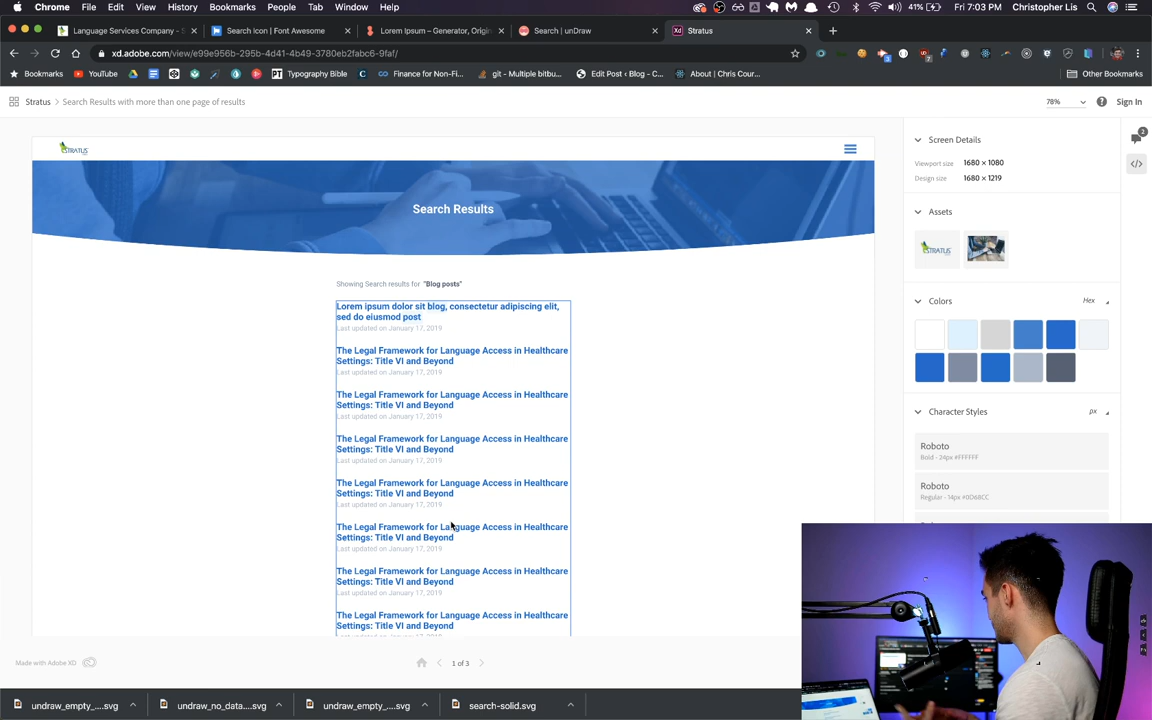 Chrome File Edit View History Bookmarks People Tab Window Help
41% Fri 7:03 PM Christopher Lis
Language Services Company - S
Search Icon | Font Awesome
Lorem Ipsum – Generator, Origin
Search | unDraw
Stratus
xd.adobe.com/view/e99e956b-295b-4d41-4b49-3780eb2fabc6-9faf/
Bookmarks YouTube Typography Bible Finance for Non-Fi... git - Multiple bitbu... Edit Post ‹ Blog - C... About | Chris Cour... Other Bookmarks
Stratus > Search Results with more than one page of results
78%
Sign In
STRATUS
Search Results
Showing Search results for "Blog posts"
Lorem ipsum dolor sit blog, consectetur adipiscing elit,
sed do eiusmod post
Last updated on January 17, 2019
The Legal Framework for Language Access in Healthcare
Settings: Title VI and Beyond
Last updated on January 17, 2019
The Legal Framework for Language Access in Healthcare
Settings: Title VI and Beyond
Last updated on January 17, 2019
The Legal Framework for Language Access in Healthcare
Settings: Title VI and Beyond
Last updated on January 17, 2019
The Legal Framework for Language Access in Healthcare
Settings: Title VI and Beyond
Last updated on January 17, 2019
The Legal Framework for Language Access in Healthcare
Settings: Title VI and Beyond
Last updated on January 17, 2019
The Legal Framework for Language Access in Healthcare
Settings: Title VI and Beyond
Last updated on January 17, 2019
The Legal Framework for Language Access in Healthcare
Settings: Title VI and Beyond
Screen Details
Viewport size 1680 × 1080
Design size 1680 × 1219
Assets
STRATUS
Colors
Hex
Character Styles
px
Roboto
Bold - 24px #FFFFFF
Roboto
Regular - 14px #0D68CC
2
Made with Adobe XD
1 of 3
undraw_empty_....svg
undraw_no_data....svg
undraw_empty_....svg
search-solid.svg